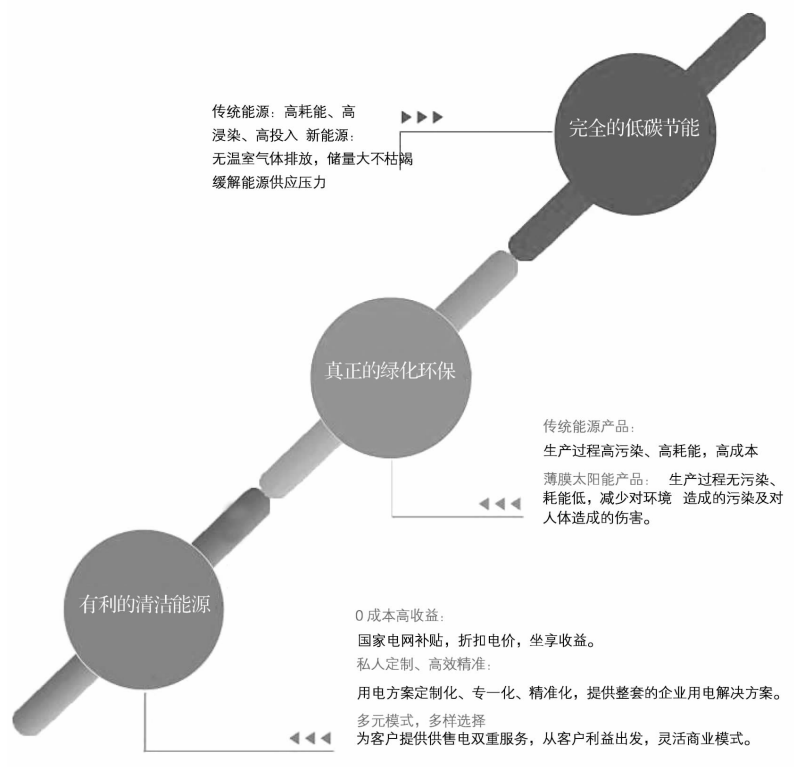 传统能源：高耗能、高
浸染、高投入 新能源：
无温室气体排放，储量大不枯竭
缓解能源供应压力
完全的低碳节能
真正的绿化环保
传统能源产品：
生产过程高污染、高耗能，高成本
薄膜太阳能产品： 生产过程无污染、
耗能低，减少对环境 造成的污染及对
人体造成的伤害。
有利的清洁能源
0 成本高收益：
国家电网补贴，折扣电价，坐享收益。
私人定制、高效精准：
用电方案定制化、专一化、精准化，提供整套的企业用电解决方案。
多元模式，多样选择
为客户提供供售电双重服务，从客户利益出发，灵活商业模式。